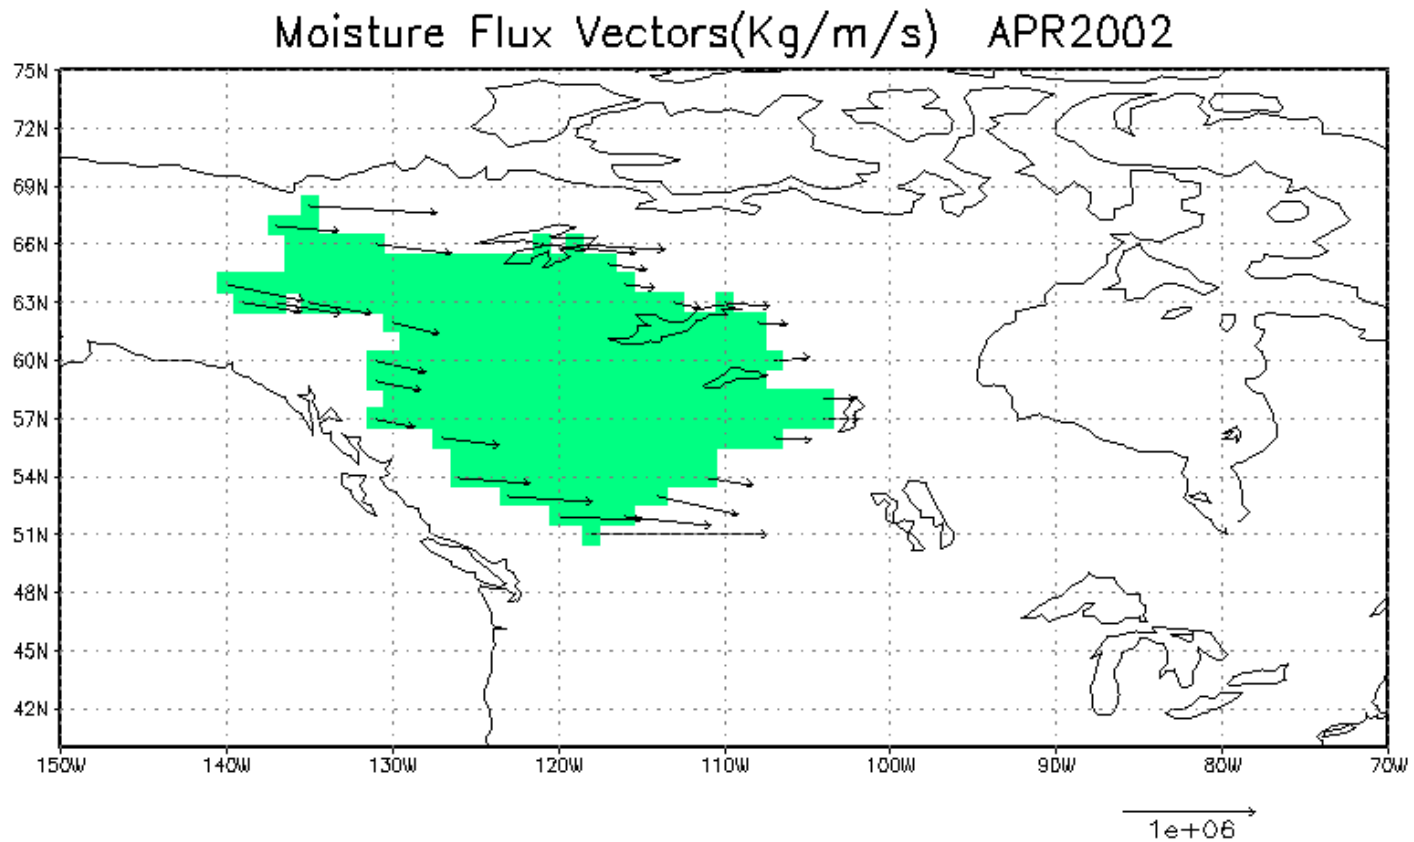 Moisture Flux Vectors(Kg/m/s) APR2002
75N
72N
69N
66N
63N
60N
57N
54N
51N
48N
45N
42N
150W 140W 130W 120W 110W 100W 90W 80W 70W
1e+06